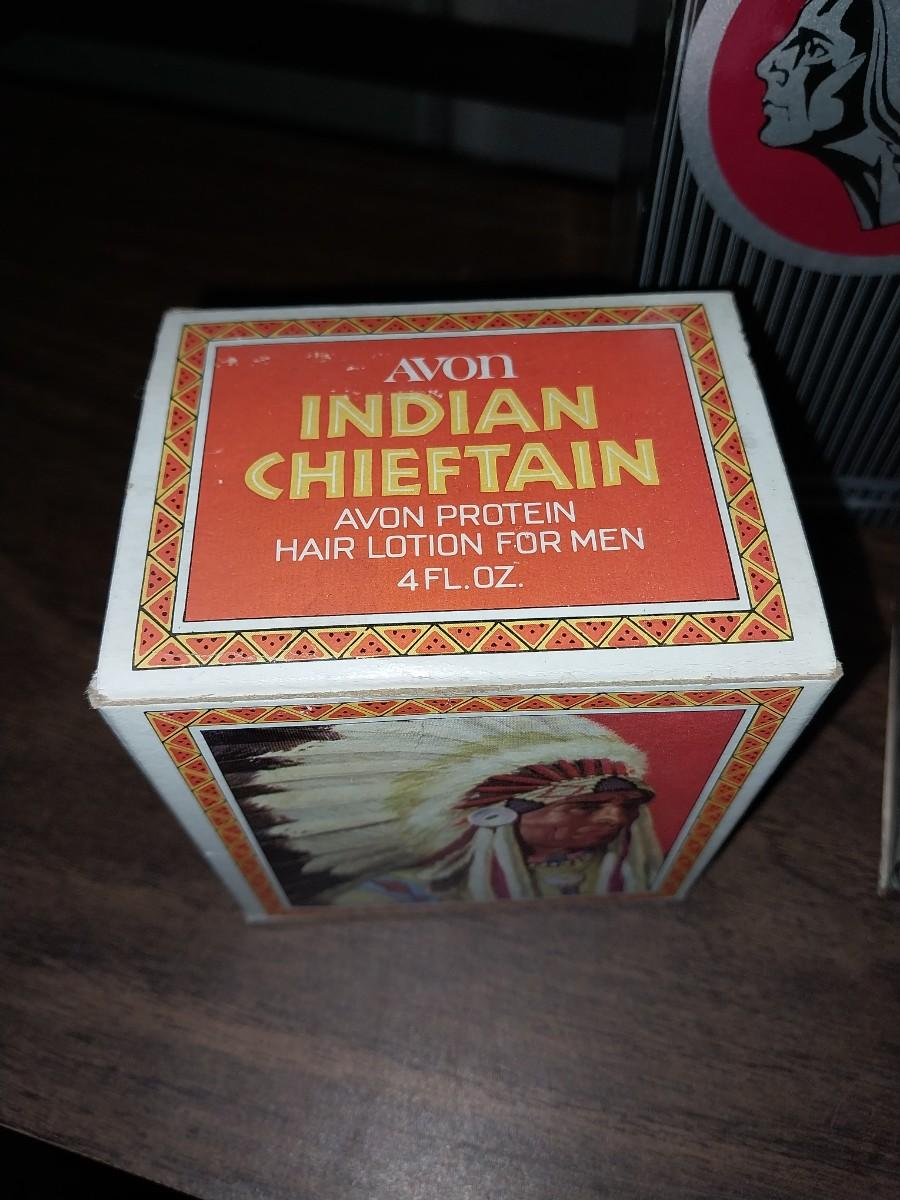 AVON
INDIAN
CHIEFTAIN
AVON PROTEIN
HAIR LOTION FOR MEN
4 FL. OZ.